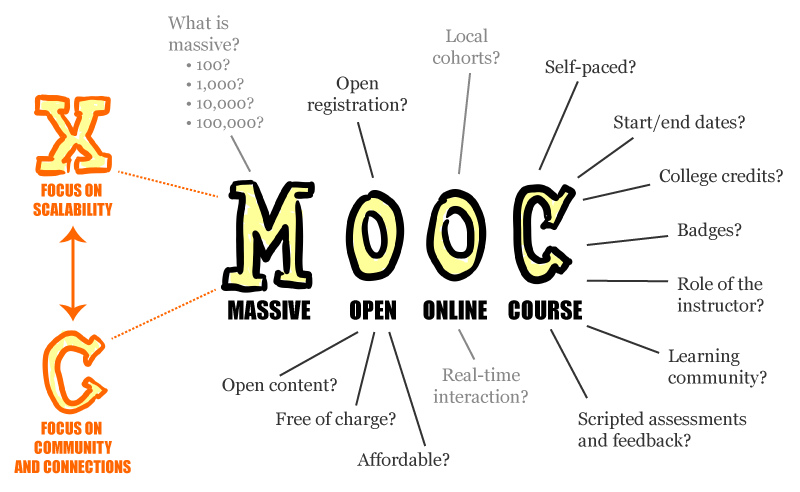 What is
massive?
• 100?
• 1,000?
• 10,000?
• 100,000?
Open
registration?
Local
cohorts?
Self-paced?
Start/end dates?
College credits?
Badges?
Role of the
instructor?
Learning
community?
Scripted assessments
and feedback?
X
FOCUS ON
SCALABILITY
C
FOCUS ON
COMMUNITY
AND CONNECTIONS
MOOC
MASSIVE OPEN ONLINE COURSE
Open content?
Free of charge?
Affordable?
Real-time
interaction?